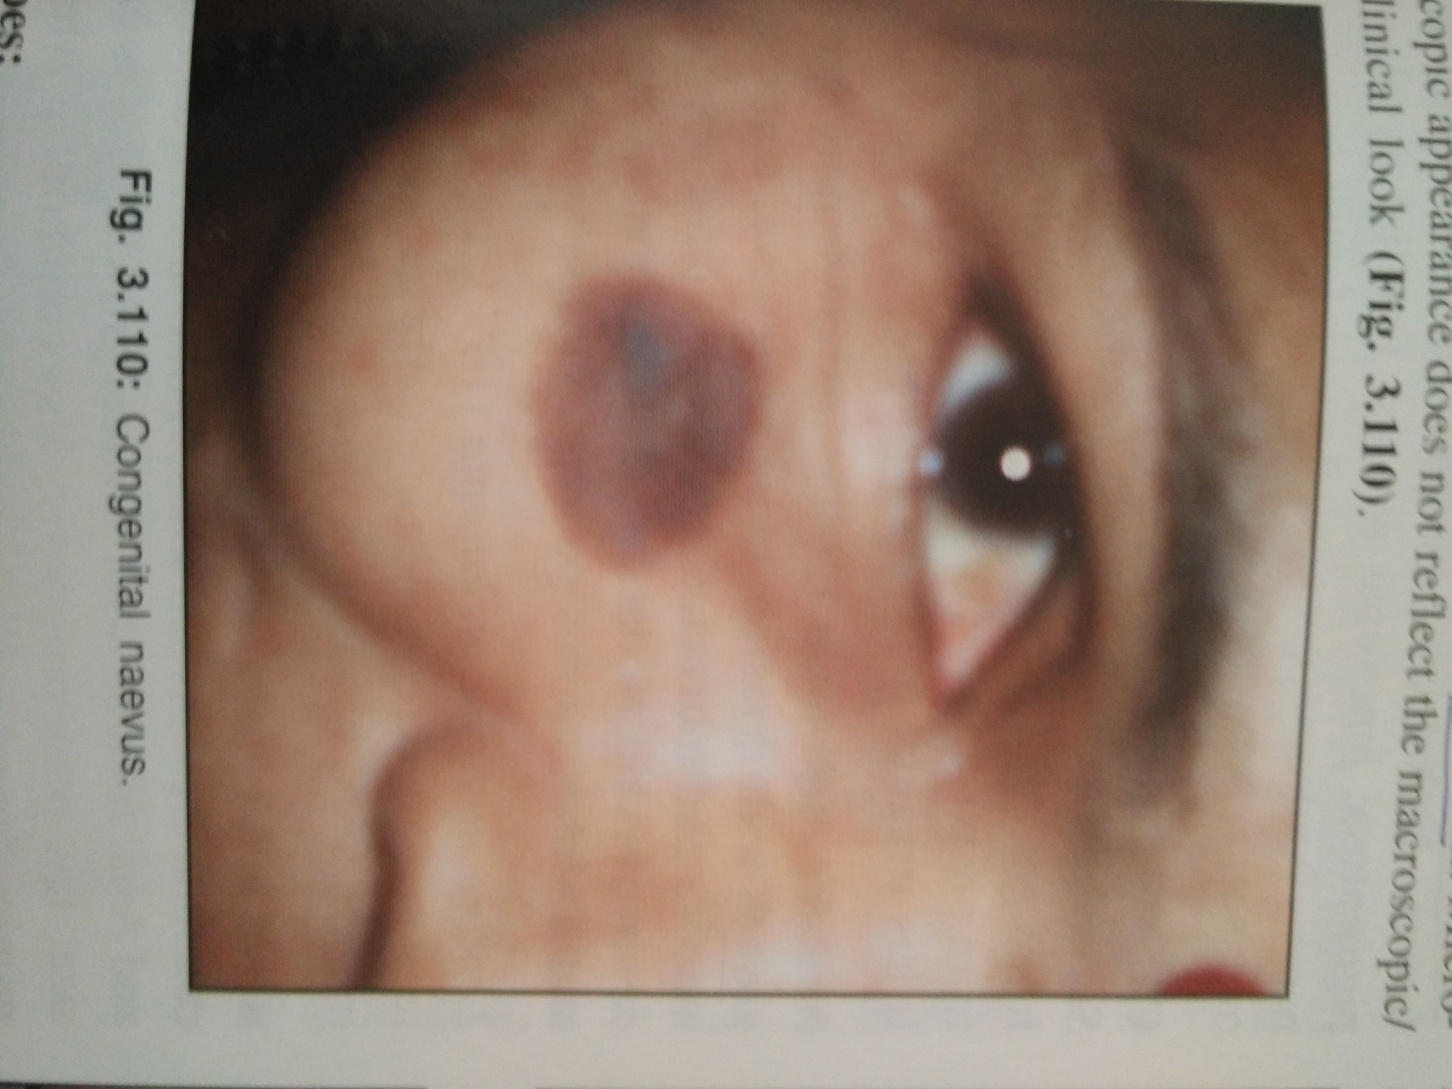 copic appearance does not reflect the macroscopic/
linical look (Fig. 3.110).
Fig. 3.110: Congenital naevus.